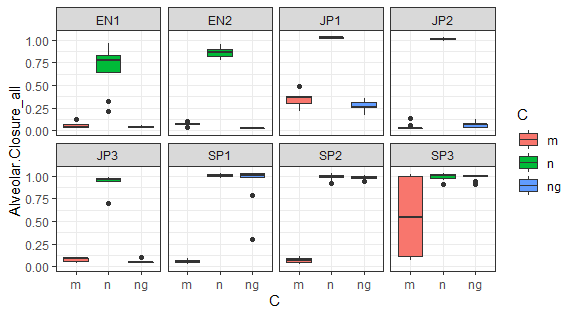 EN1 EN2 JP1 JP2
1.00
0.75
0.50
0.25
0.00
JP3 SP1 SP2 SP3
1.00
0.75
0.50
0.25
0.00
Alveolar.Closure_all
m n ng m n ng m n ng m n ng
C
C
m
n
ng